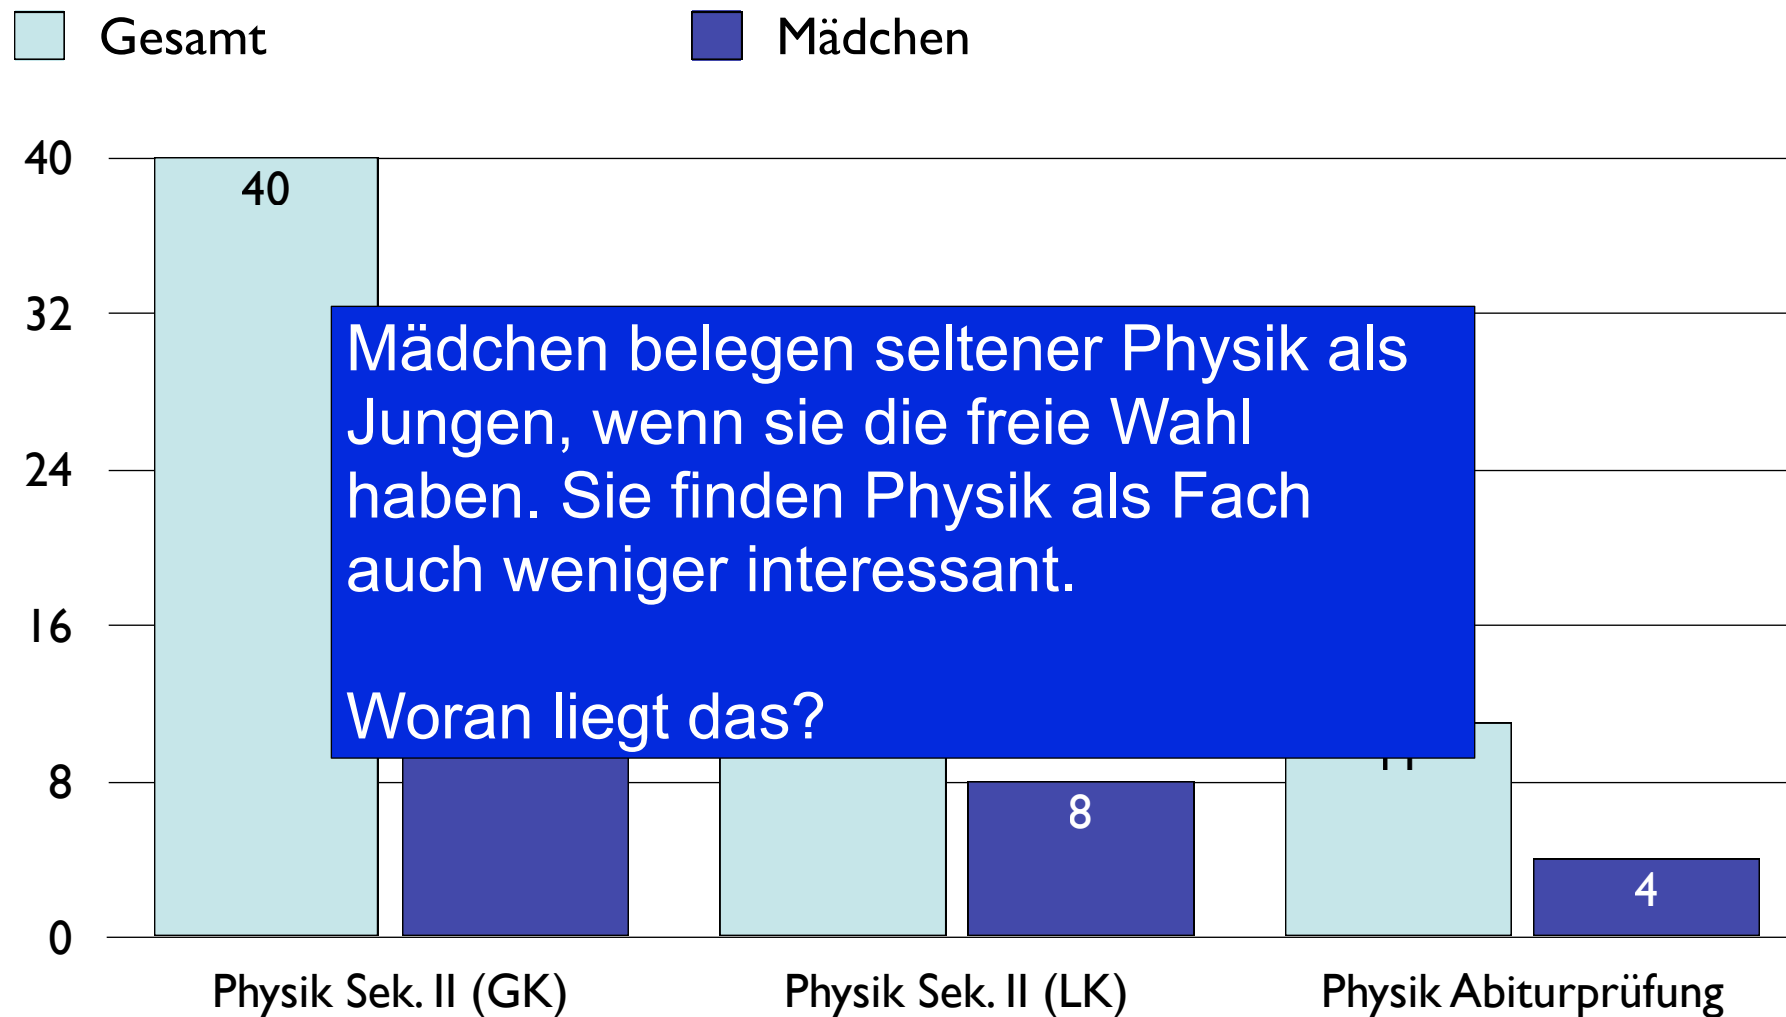 Gesamt
Mädchen
40
40
32
24
16
8
0
Mädchen belegen seltener Physik als
Jungen, wenn sie die freie Wahl
haben. Sie finden Physik als Fach
auch weniger interessant.
Woran liegt das?
11
8
4
Physik Sek. II (GK)
Physik Sek. II (LK)
Physik Abiturprüfung